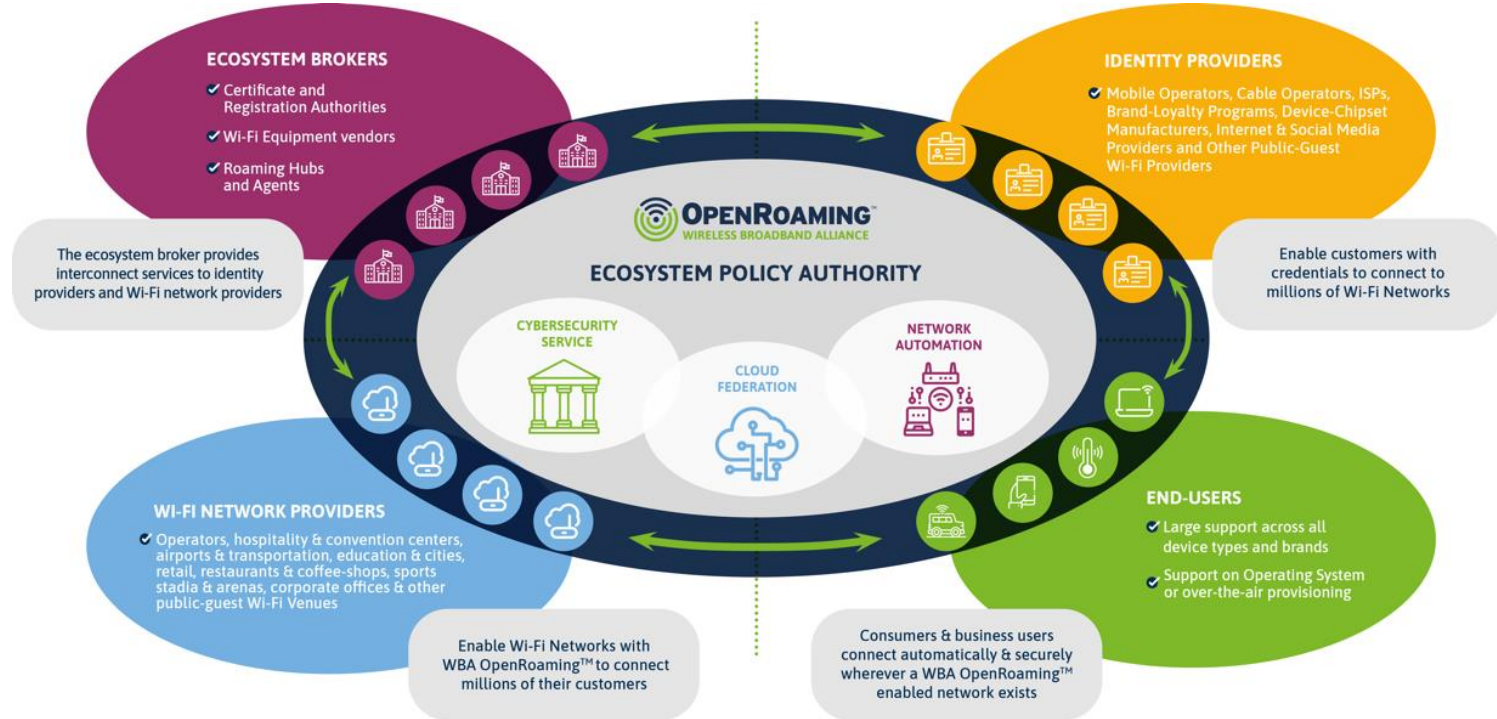 ECOSYSTEM BROKERS
Certificate and
Registration Authorities
Wi-Fi Equipment vendors
Roaming Hubs
and Agents
The ecosystem broker provides
interconnect services to identity
providers and Wi-Fi network providers
IDENTITY PROVIDERS
Mobile Operators, Cable Operators, ISPs,
Brand-Loyalty Programs, Device-Chipset
Manufacturers, Internet & Social Media
Providers and Other Public-Guest
Wi-Fi Providers
Enable customers with
credentials to connect to
millions of Wi-Fi Networks
OPENROAMING™
WIRELESS BROADBAND ALLIANCE
ECOSYSTEM POLICY AUTHORITY
CYBERSECURITY
SERVICE
CLOUD
FEDERATION
NETWORK
AUTOMATION
WI-FI NETWORK PROVIDERS
Operators, hospitality & convention centers,
airports & transportation, education & cities,
retail, restaurants & coffee-shops, sports
stadia & arenas, corporate offices & other
public-guest Wi-Fi Venues
Enable Wi-Fi Networks with
WBA OpenRoaming™ to connect
millions of their customers
END-USERS
Large support across all
device types and brands
Support on Operating System
or over-the-air provisioning
Consumers & business users
connect automatically & securely
wherever a WBA OpenRoaming™
enabled network exists